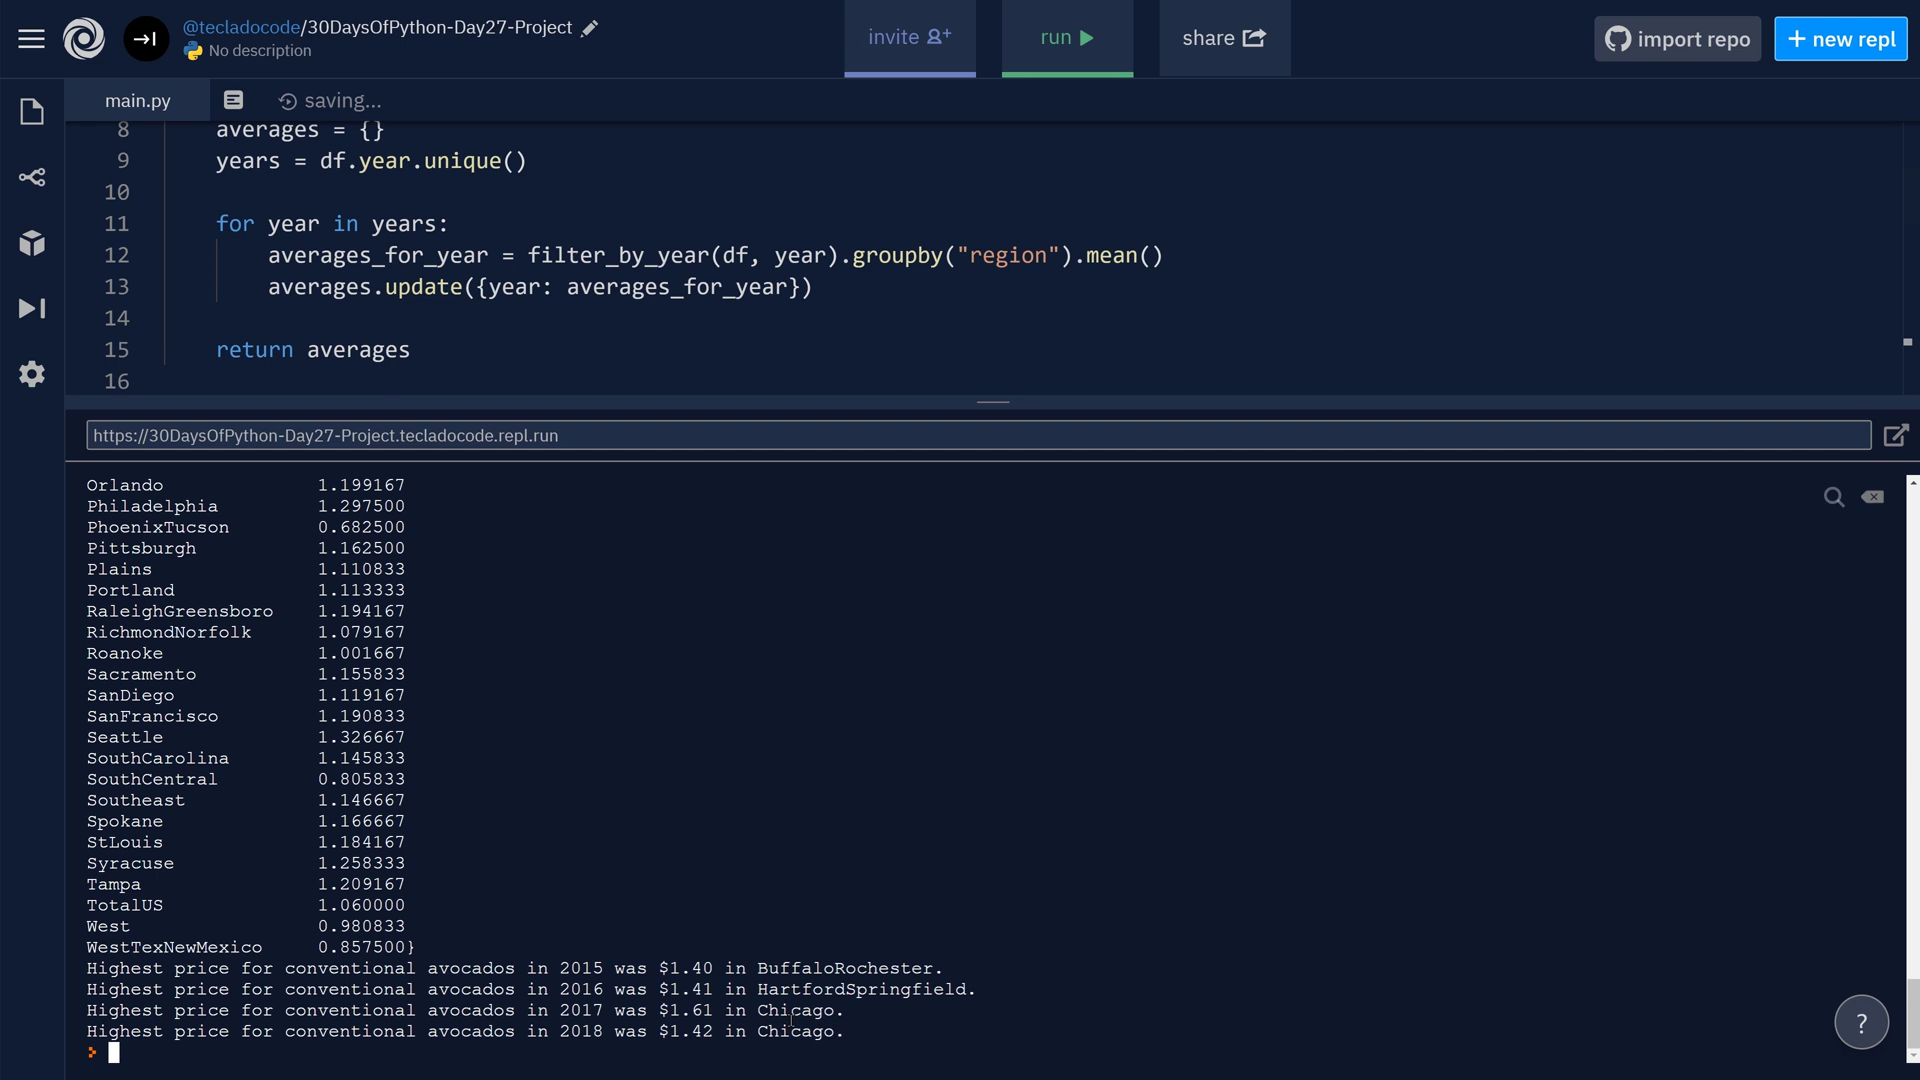 @tecladocode/30DaysOfPython-Day27-Project
No description
invite
run
share
import repo
+ new repl
main.py
saving...
8 averages = {}
9 years = df.year.unique()
10
11 for year in years:
12 averages_for_year = filter_by_year(df, year).groupby("region").mean()
13 averages.update({year: averages_for_year})
14
15 return averages
16
https://30DaysOfPython-Day27-Project.tecladocode.repl.run
Orlando 1.199167
Philadelphia 1.297500
PhoenixTucson 0.682500
Pittsburgh 1.162500
Plains 1.110833
Portland 1.113333
RaleighGreensboro 1.194167
RichmondNorfolk 1.079167
Roanoke 1.001667
Sacramento 1.155833
SanDiego 1.119167
SanFrancisco 1.190833
Seattle 1.326667
SouthCarolina 1.145833
SouthCentral 0.805833
Southeast 1.146667
Spokane 1.166667
StLouis 1.184167
Syracuse 1.258333
Tampa 1.209167
TotalUS 1.060000
West 0.980833
WestTexNewMexico 0.857500}
Highest price for conventional avocados in 2015 was $1.40 in BuffaloRochester.
Highest price for conventional avocados in 2016 was $1.41 in HartfordSpringfield.
Highest price for conventional avocados in 2017 was $1.61 in Chicago.
Highest price for conventional avocados in 2018 was $1.42 in Chicago.
>
?